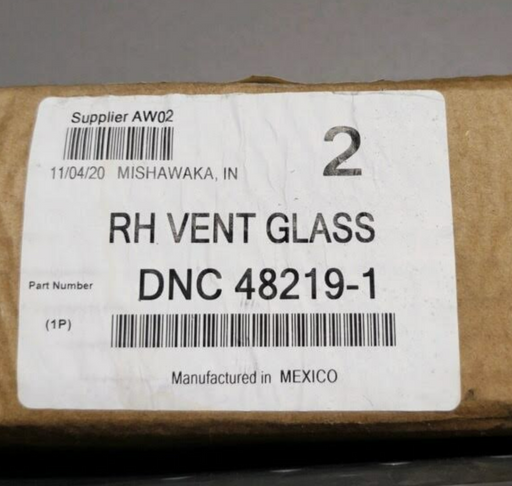 Supplier AW02
2
11/04/20 MISHAWAKA, IN
RH VENT GLASS
Part Number
DNC 48219-1
(1P)
Manufactured in MEXICO